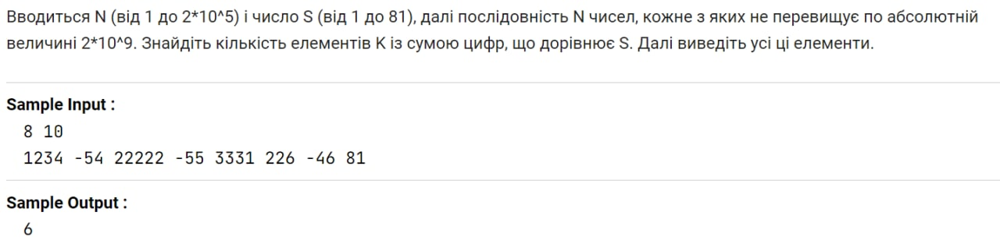 Вводиться N (від 1 до 2*10^5) і число S (від 1 до 81), далі послідовність N чисел, кожне з яких не перевищує по абсолютній
величині 2*10^9. Знайдіть кількість елементів K із сумою цифр, що дорівнює S. Далі виведіть усі ці елементи.
Sample Input :
8 10
1234 -54 22222 -55 3331 226 -46 81
Sample Output :
6